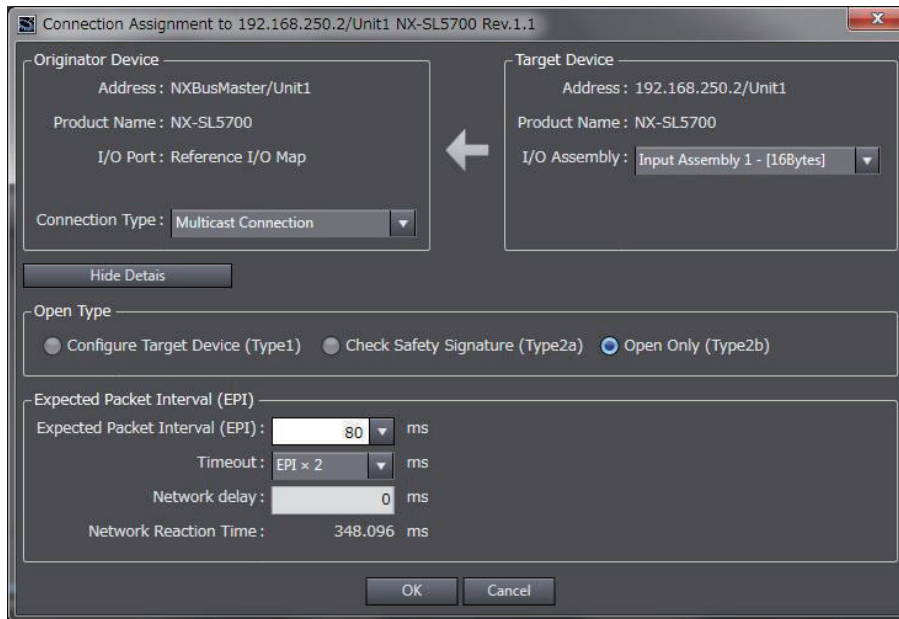 Connection Assignment to 192.168.250.2/Unit1 NX-SL5700 Rev.1.1
Originator Device
Address : NXBusMaster/Unit1
Product Name : NX-SL5700
I/O Port : Reference I/O Map
Connection Type : Multicast Connection
Target Device
Address : 192.168.250.2/Unit1
Product Name : NX-SL5700
I/O Assembly : Input Assembly 1 - [16Bytes]
Hide Detais
Open Type
Configure Target Device (Type1) Check Safety Signature (Type2a) Open Only (Type2b)
Expected Packet Interval (EPI)
Expected Packet Interval (EPI) : 80 ms
Timeout : EPI × 2 ms
Network delay : 0 ms
Network Reaction Time : 348.096 ms
OK Cancel